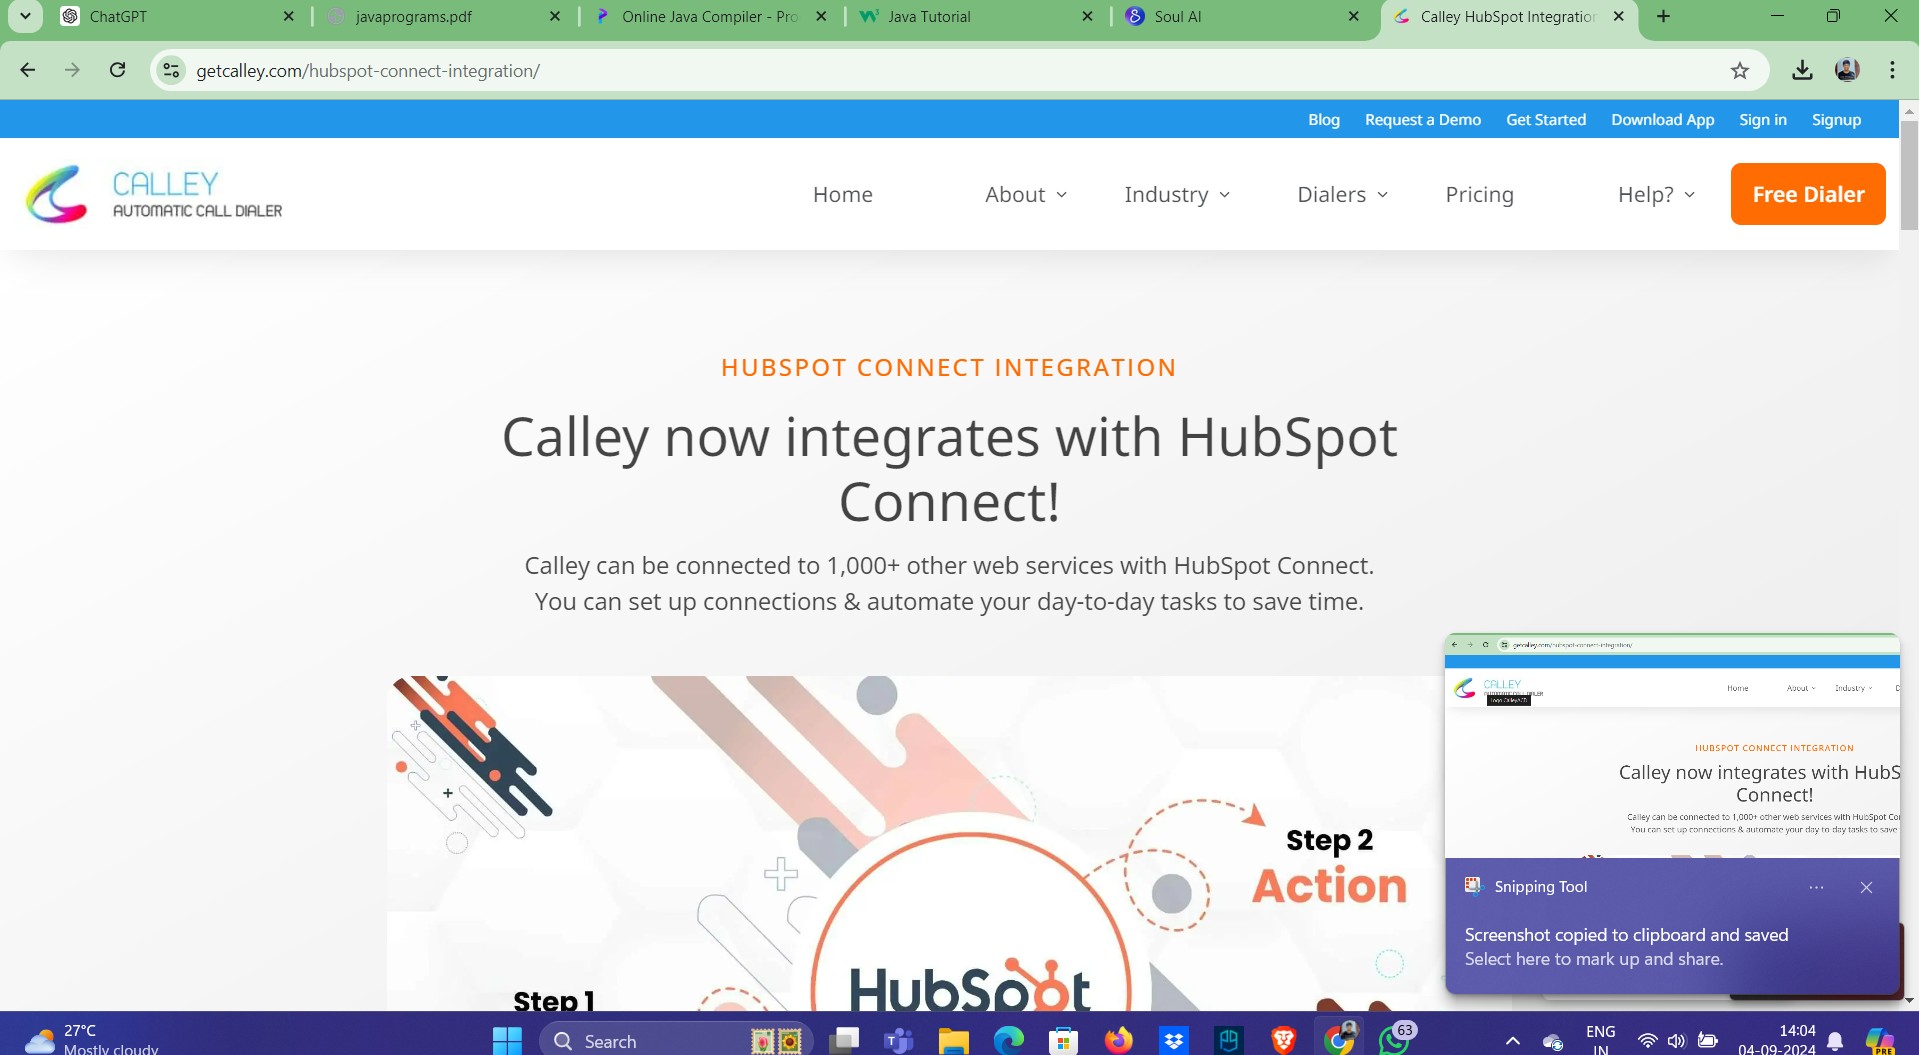 ChatGPT
javaprograms.pdf
Online Java Compiler - Pro
Java Tutorial
Soul AI
Calley HubSpot Integration
getcalley.com/hubspot-connect-integration/
Blog Request a Demo Get Started Download App Sign in Signup
CALLEY
AUTOMATIC CALL DIALER
Home About Industry Dialers Pricing Help? Free Dialer
HUBSPOT CONNECT INTEGRATION
Calley now integrates with HubSpot
Connect!
Calley can be connected to 1,000+ other web services with HubSpot Connect.
You can set up connections & automate your day-to-day tasks to save time.
Step 2
Action
HubSpot
Step 1
getcalley.com/hubspot-connect-integration/
CALLEY
AUTOMATIC CALL DIALER
Home About Industry D
HUBSPOT CONNECT INTEGRATION
Calley now integrates with HubS
Connect!
Calley can be connected to 1,000+ other web services with HubSpot Co
You can set up connections & automate your day-to-day tasks to save
Snipping Tool
Screenshot copied to clipboard and saved
Select here to mark up and share.
27°C
Mostly cloudy
Search
63
ENG
IN
14:04
04-09-2024
PRE